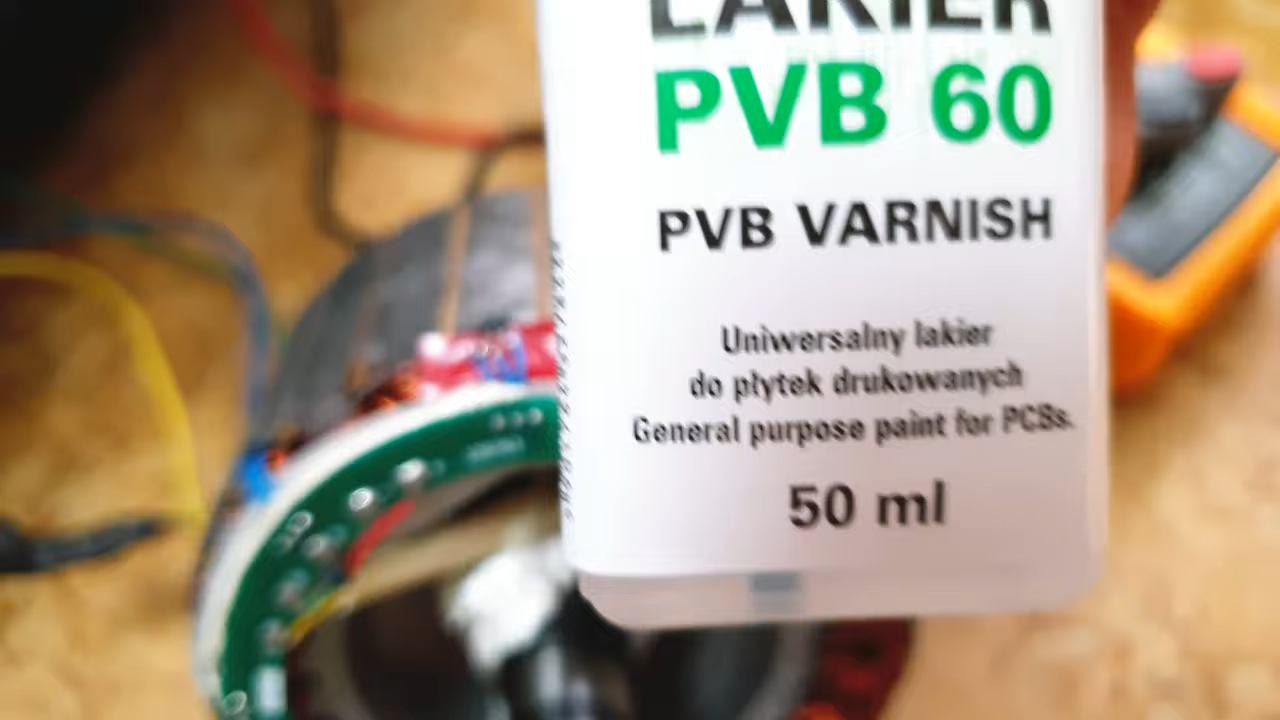 LAKIER
PVB 60
PVB VARNISH
Uniwersalny lakier
do płytek drukowanych
General purpose paint for PCBs.
50 ml